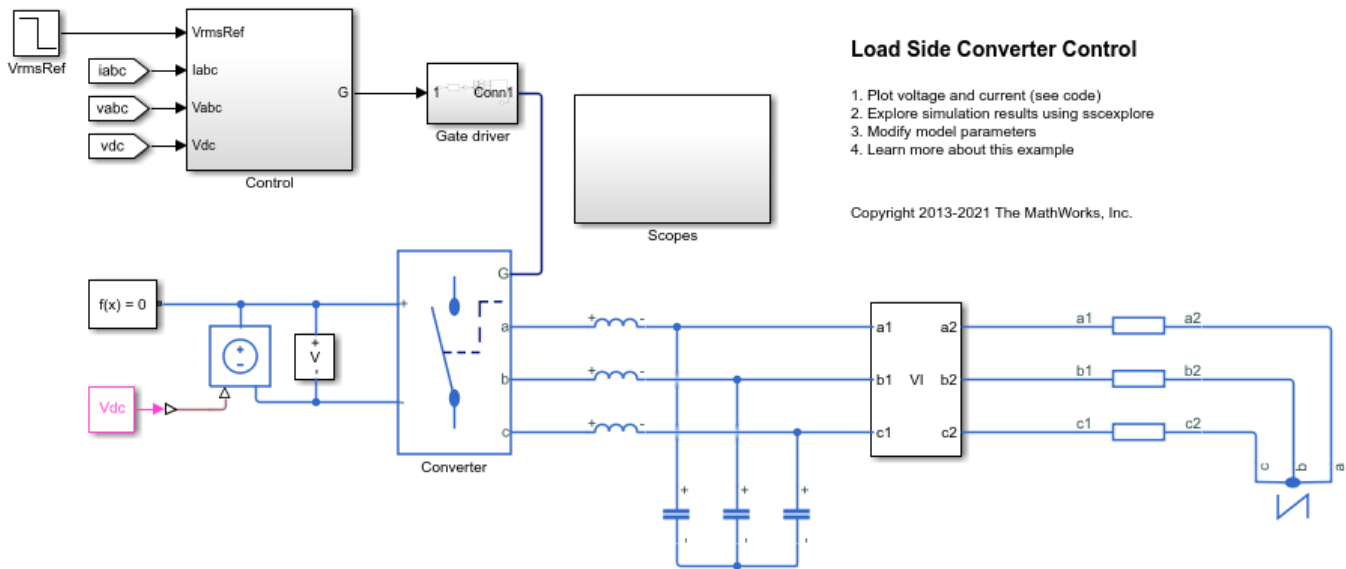 VrmsRef
iabc
vabc
vdc
VrmsRef
Iabc
Vabc
Vdc
G
Control
1
Conn1
Gate driver
Scopes
Load Side Converter Control
1. Plot voltage and current (see code)
2. Explore simulation results using sscexplore
3. Modify model parameters
4. Learn more about this example
Copyright 2013-2021 The MathWorks, Inc.
f(x) = 0
Vdc
+
-
+
V
-
+
-
G
a
b
c
Converter
+ -
+ -
+ -
+
-
+
-
+
-
a1 a2
b1 VI b2
c1 c2
a1 a2
b1 b2
c1 c2
c
b
a